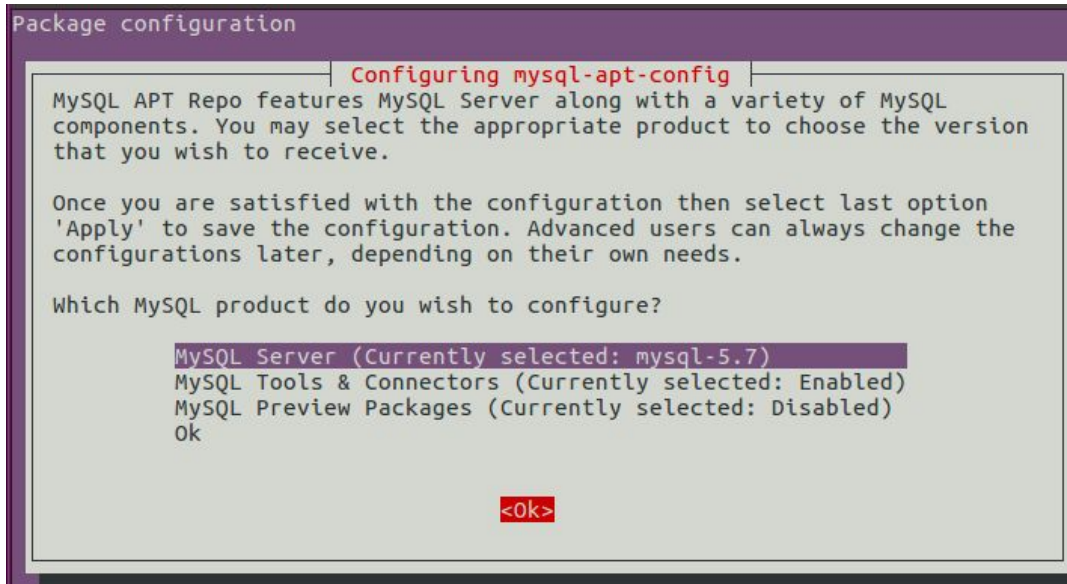 Package configuration
Configuring mysql-apt-config
MySQL APT Repo features MySQL Server along with a variety of MySQL
components. You may select the appropriate product to choose the version
that you wish to receive.
Once you are satisfied with the configuration then select last option
'Apply' to save the configuration. Advanced users can always change the
configurations later, depending on their own needs.
Which MySQL product do you wish to configure?
MySQL Server (Currently selected: mysql-5.7)
MySQL Tools & Connectors (Currently selected: Enabled)
MySQL Preview Packages (Currently selected: Disabled)
Ok
<Ok>